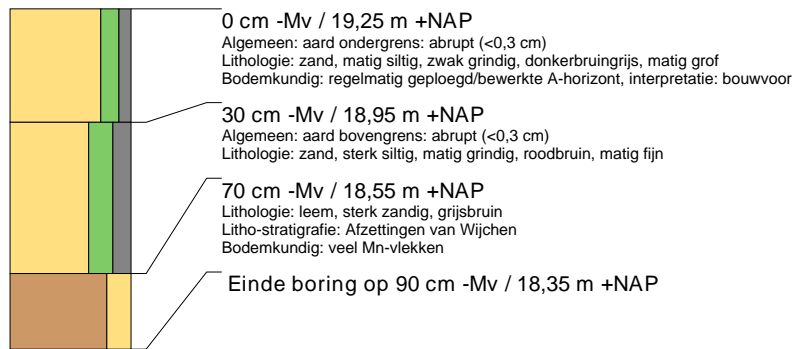 0 cm -Mv / 19,25 m +NAP
Algemeen: aard ondergrens: abrupt (<0,3 cm)
Lithologie: zand, matig siltig, zwak grindig, donkerbruingrijs, matig grof
Bodemkundig: regelmatig geploegd/bewerkte A-horizont, interpretatie: bouwvoor
30 cm -Mv / 18,95 m +NAP
Algemeen: aard bovengrens: abrupt (<0,3 cm)
Lithologie: zand, sterk siltig, matig grindig, roodbruin, matig fijn
70 cm -Mv / 18,55 m +NAP
Lithologie: leem, sterk zandig, grijsbruin
Litho-stratigrafie: Afzettingen van Wijchen
Bodemkundig: veel Mn-vlekken
Einde boring op 90 cm -Mv / 18,35 m +NAP